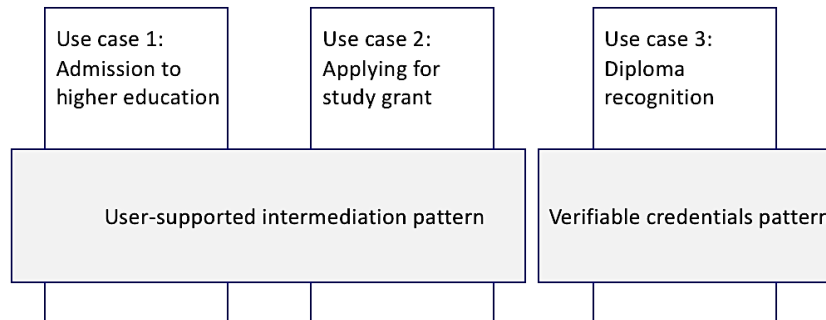 Use case 1:
Admission to
higher education
Use case 2:
Applying for
study grant
Use case 3:
Diploma
recognition
User-supported intermediation pattern
Verifiable credentials pattern